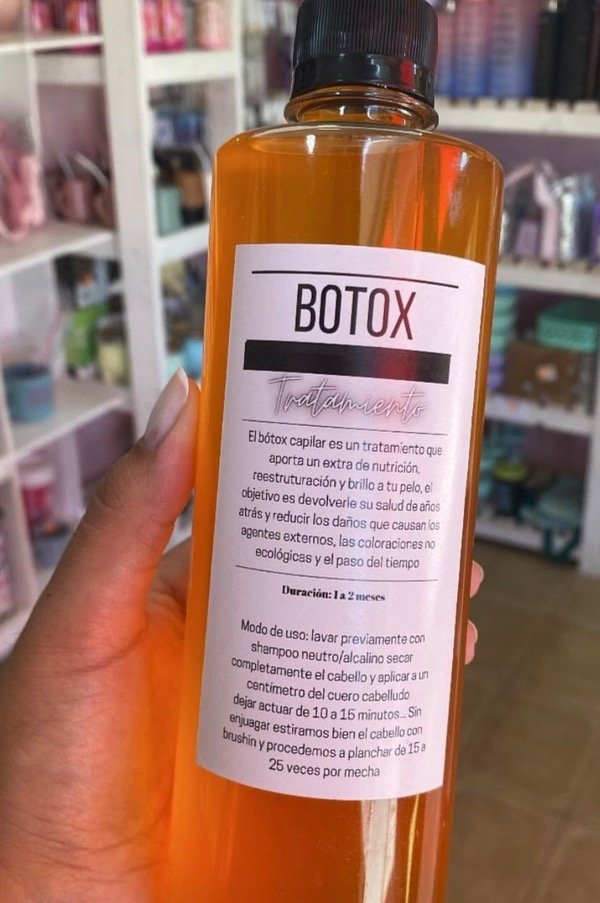 BOTOX
Tratamiento
El bótox capilar es un tratamiento que
aporta un extra de nutrición,
reestruturación y brillo a tu pelo, el
objetivo es devolverle su salud de años
atrás y reducir los daños que causan los
agentes externos, las coloraciones no
ecológicas y el paso del tiempo
Duración: 1 a 2 meses
Modo de uso: lavar previamente con
shampoo neutro/alcalino secar
completamente el cabello y aplicar a un
centímetro del cuero cabelludo
dejar actuar de 10 a 15 minutos... Sin
enjuagar estiramos bien el cabello con
brushin y procedemos a planchar de 15 a
25 veces por mecha